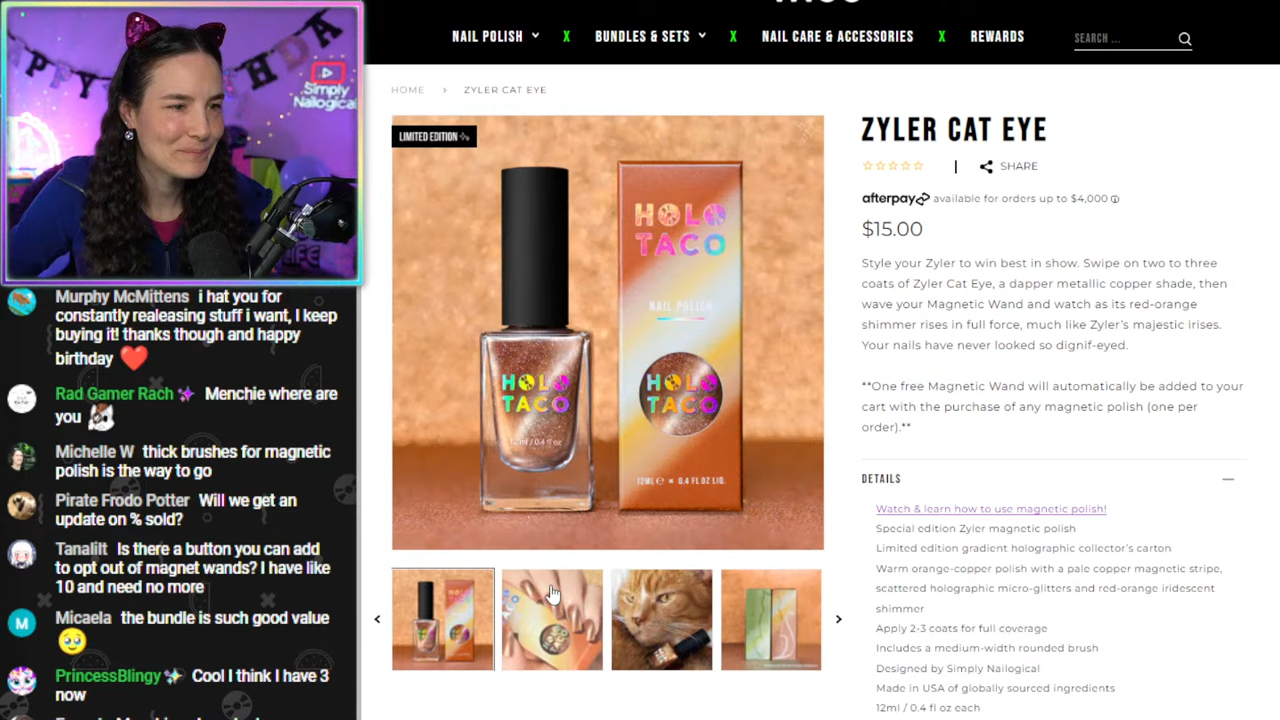 NAIL POLISH
X
BUNDLES & SETS
X
NAIL CARE & ACCESSORIES
X
REWARDS
SEARCH ...
HOME › ZYLER CAT EYE
HDA
Simply
Nailogical
LIMITED EDITION
HOLO
TACO
12ml / 0.4 fl oz
HOLO
TACO
NAIL POLISH
HOLO
TACO
12ML ℮ 0.4 FL OZ LIQ.
ZYLER CAT EYE
| SHARE
afterpay available for orders up to $4,000
$15.00
Style your Zyler to win best in show. Swipe on two to three
coats of Zyler Cat Eye, a dapper metallic copper shade, then
wave your Magnetic Wand and watch as its red-orange
shimmer rises in full force, much like Zyler's majestic irises.
Your nails have never looked so dignif-eyed.
**One free Magnetic Wand will automatically be added to your
cart with the purchase of any magnetic polish (one per
order).**
DETAILS
Watch & learn how to use magnetic polish!
Special edition Zyler magnetic polish
Limited edition gradient holographic collector's carton
Warm orange-copper polish with a pale copper magnetic stripe,
scattered holographic micro-glitters and red-orange iridescent
shimmer
Apply 2-3 coats for full coverage
Includes a medium-width rounded brush
Designed by Simply Nailogical
Made in USA of globally sourced ingredients
12ml / 0.4 fl oz each
Murphy McMittens i hat you for
constantly realeasing stuff i want, I keep
buying it! thanks though and happy
birthday ❤️
Rad Gamer Rach Menchie where are
you
Michelle W thick brushes for magnetic
polish is the way to go
Pirate Frodo Potter Will we get an
update on % sold?
Tanalilt Is there a button you can add
to opt out of magnet wands? I have like
10 and need no more
M
Micaela the bundle is such good value
🥹
PrincessBlingy Cool I think I have 3
now